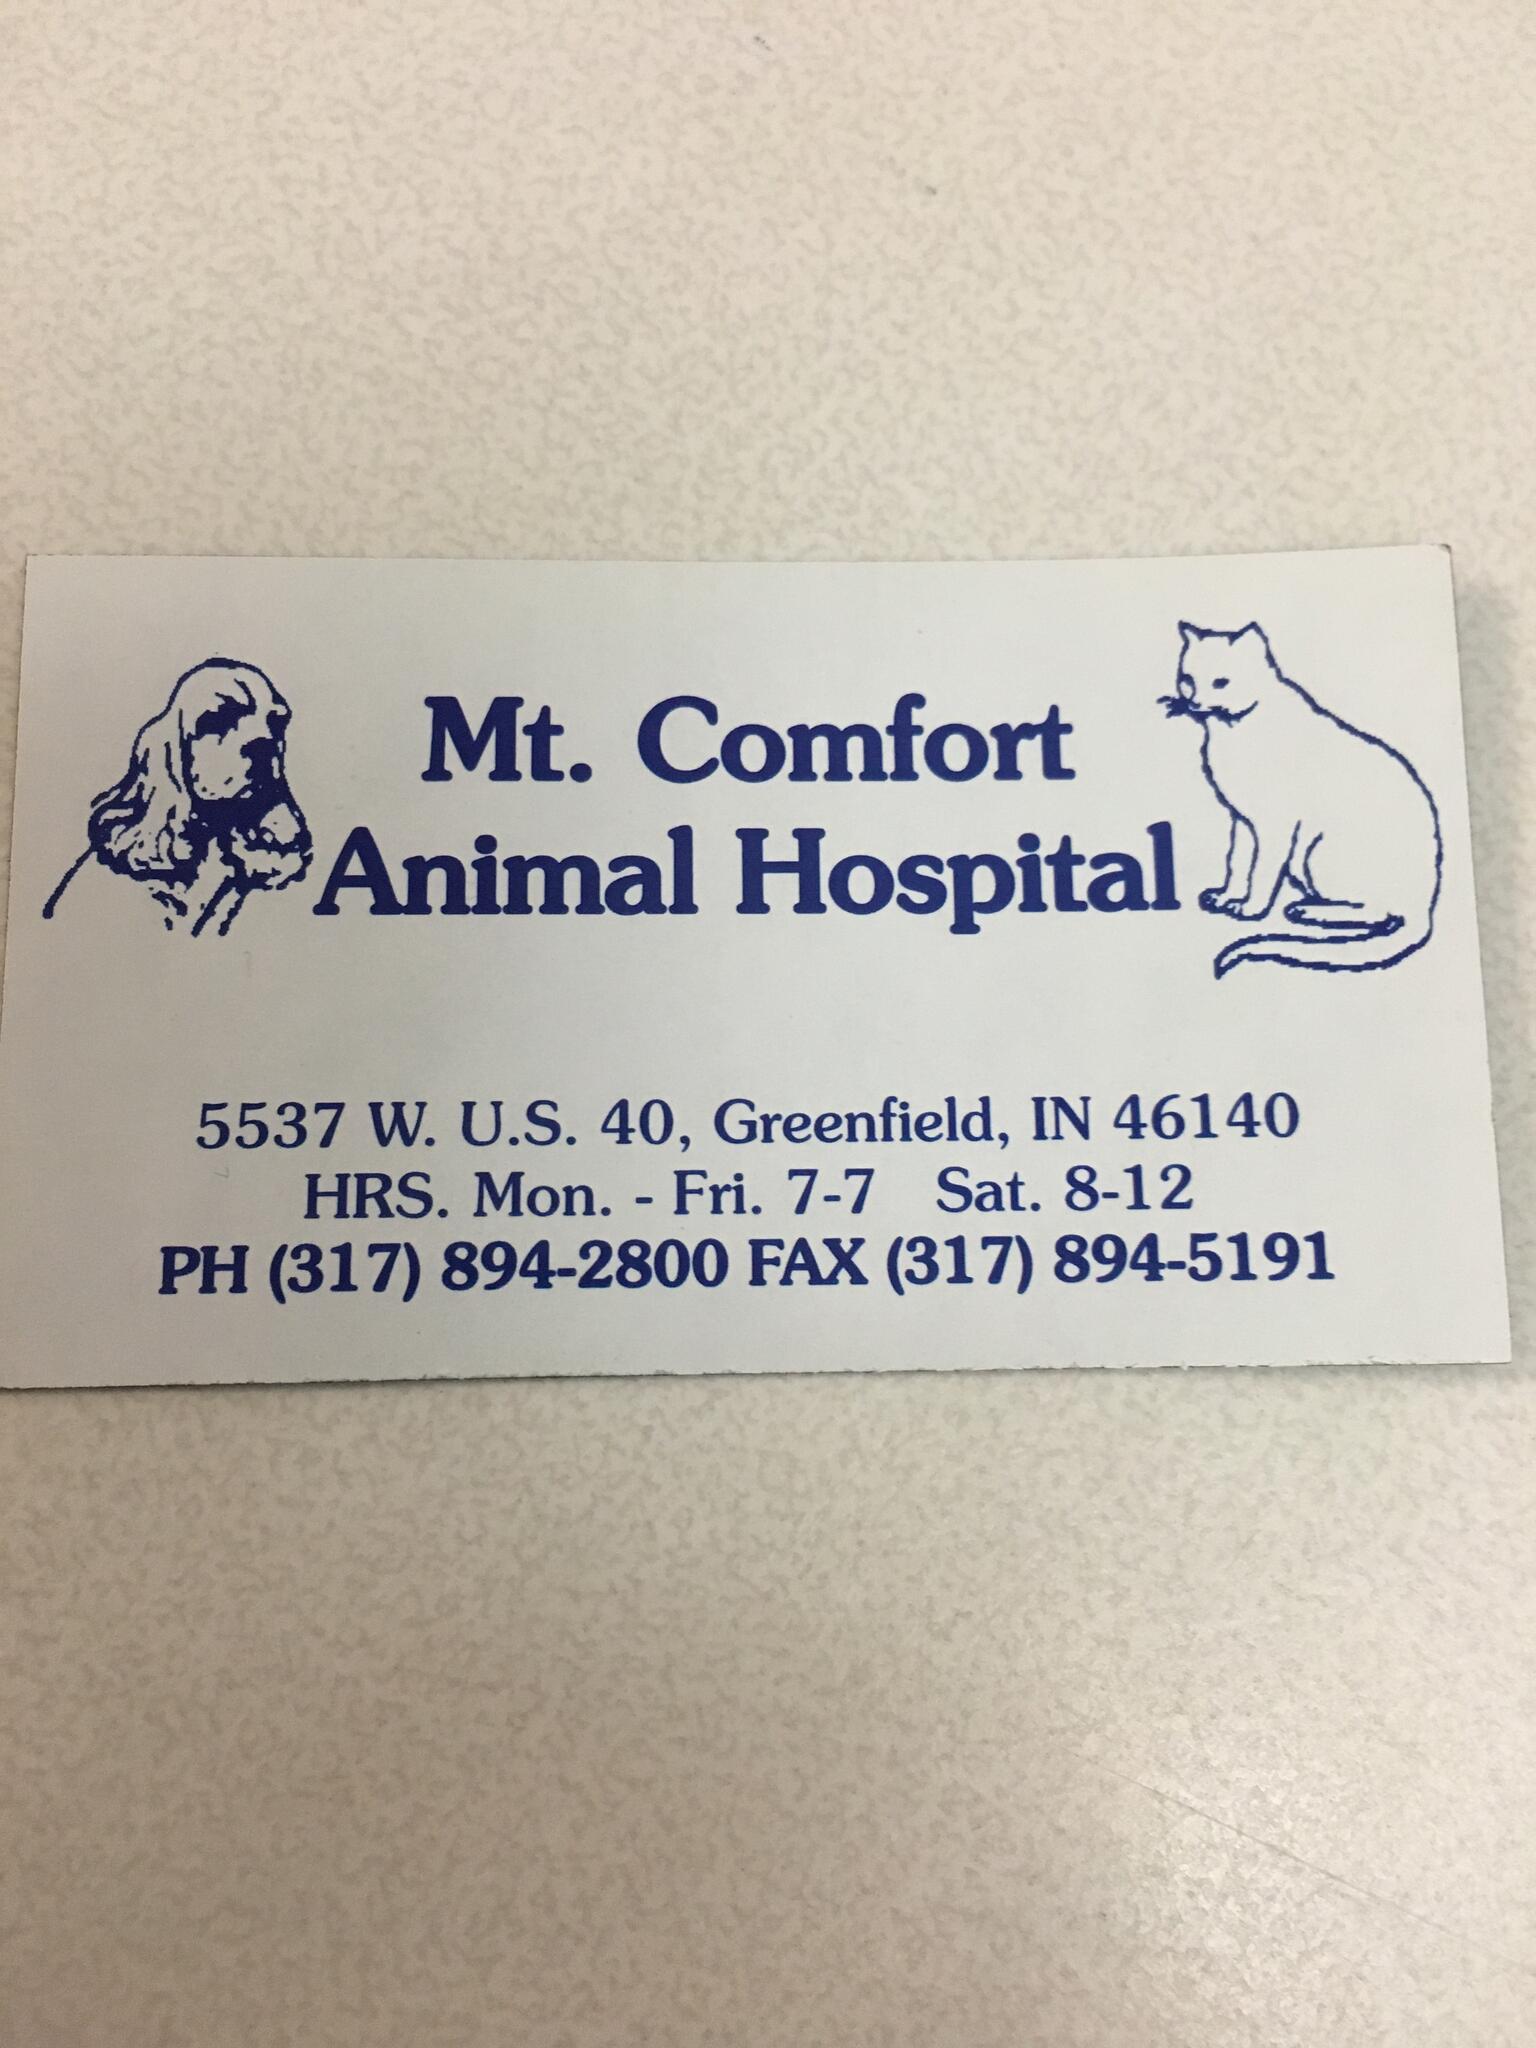 Mt. Comfort
Animal Hospital
5537 W. U.S. 40, Greenfield, IN 46140
HRS. Mon. - Fri. 7-7 Sat. 8-12
PH (317) 894-2800 FAX (317) 894-5191